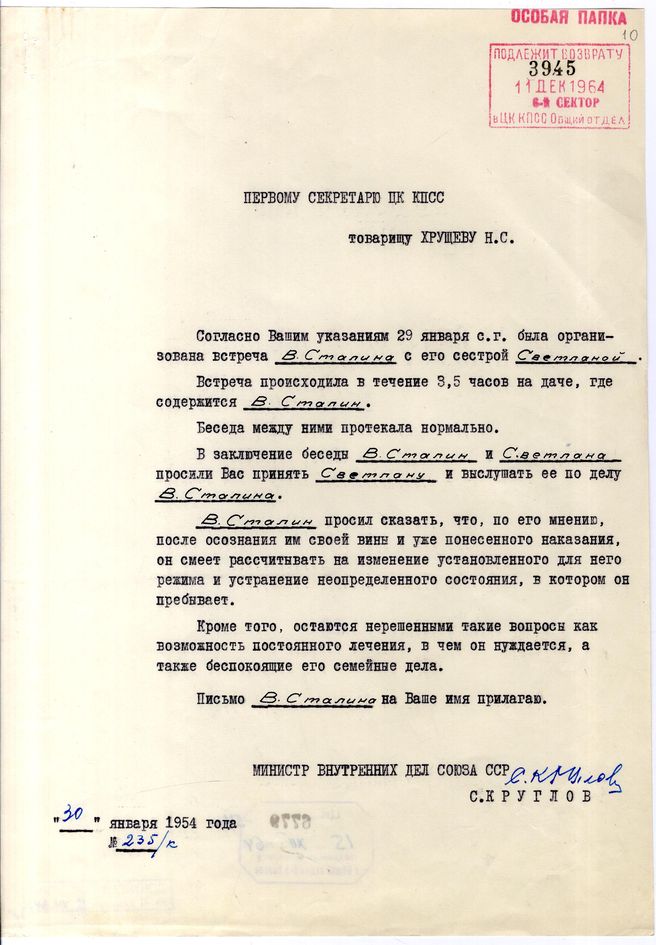 ОСОБАЯ ПАПКА
10
ПОДЛЕЖИТ ВОЗВРАТУ
3945
11 ДЕК 1964
6-й СЕКТОР
в ЦК КПСС Общий отдел
ПЕРВОМУ СЕКРЕТАРЮ ЦК КПСС
товарищу ХРУЩЕВУ Н.С.
Согласно Вашим указаниям 29 января с.г. была органи-
зована встреча В. Сталина с его сестрой Светланой.
Встреча происходила в течение 3,5 часов на даче, где
содержится В. Сталин.
Беседа между ними протекала нормально.
В заключение беседы В. Сталин и Светлана
просили Вас принять Светлану и выслушать ее по делу
В. Сталина.
В. Сталин просил сказать, что, по его мнению,
после осознания им своей вины и уже понесенного наказания,
он смеет рассчитывать на изменение установленного для него
режима и устранение неопределенного состояния, в котором он
пребывает.
Кроме того, остаются нерешенными такие вопросы как
возможность постоянного лечения, в чем он нуждается, а
также беспокоящие его семейные дела.
Письмо В. Сталина на Ваше имя прилагаю.
МИНИСТР ВНУТРЕННИХ ДЕЛ СОЮЗА ССР С. Круглов
С.КРУГЛОВ
"30" января 1954 года
№ 235/к
6779